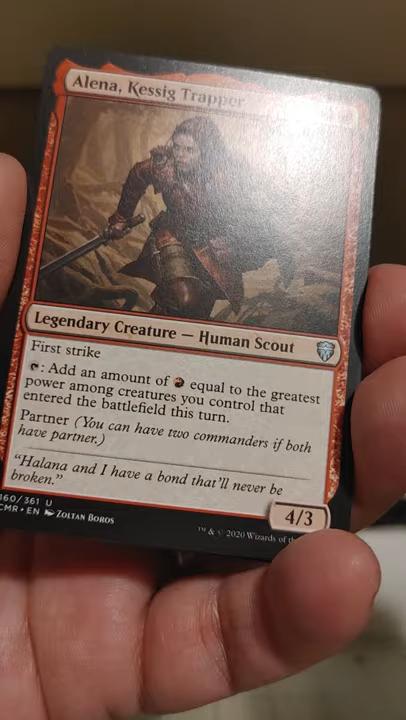 Alena, Kessig Trapper
Legendary Creature — Human Scout
First strike
: Add an amount of equal to the greatest
power among creatures you control that
entered the battlefield this turn.
Partner (You can have two commanders if both
have partner.)
"Halana and I have a bond that'll never be
broken."
4/3
160/361 U
CMR • EN Zoltan Boros
™ & © 2020 Wizards of the